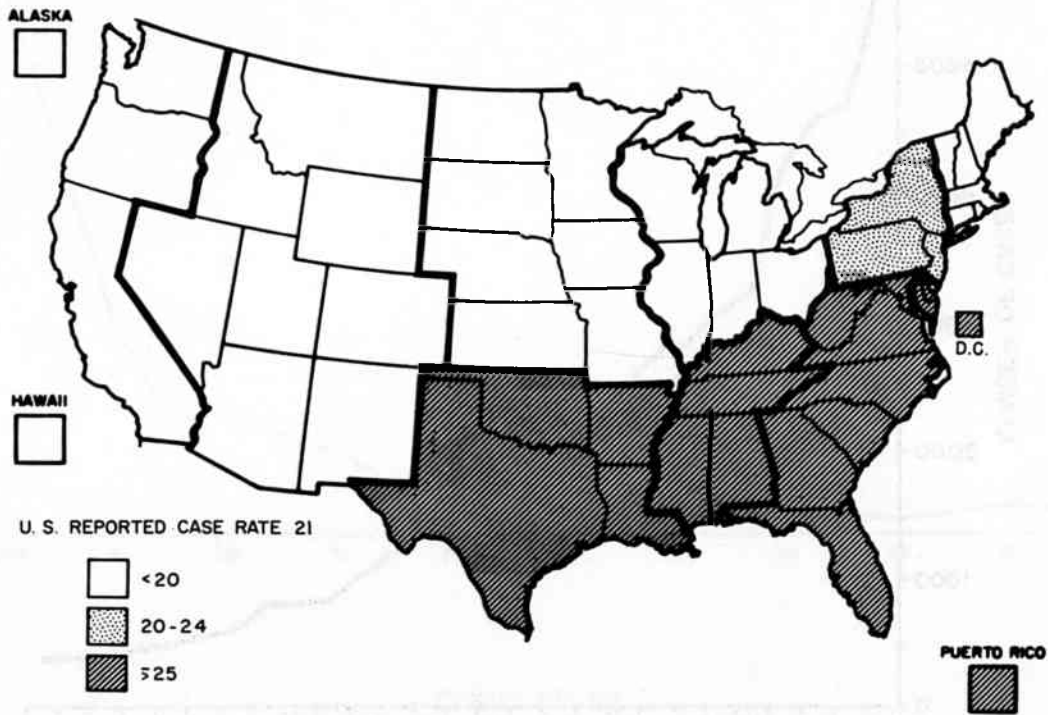 ALASKA
D.C.
HAWAII
U. S. REPORTED CASE RATE 21
<20
20-24
≥25
PUERTO RICO